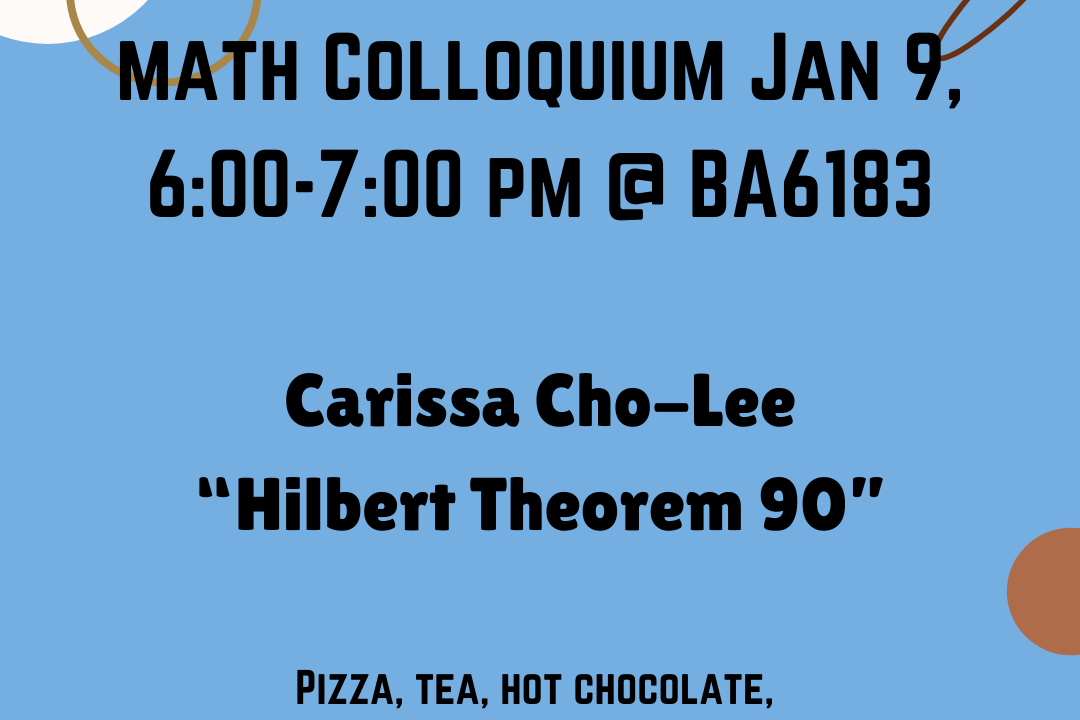 math Colloquium Jan 9,
6:00-7:00 pm @ BA6183
Carissa Cho-Lee
“Hilbert Theorem 90”
Pizza, tea, hot chocolate,